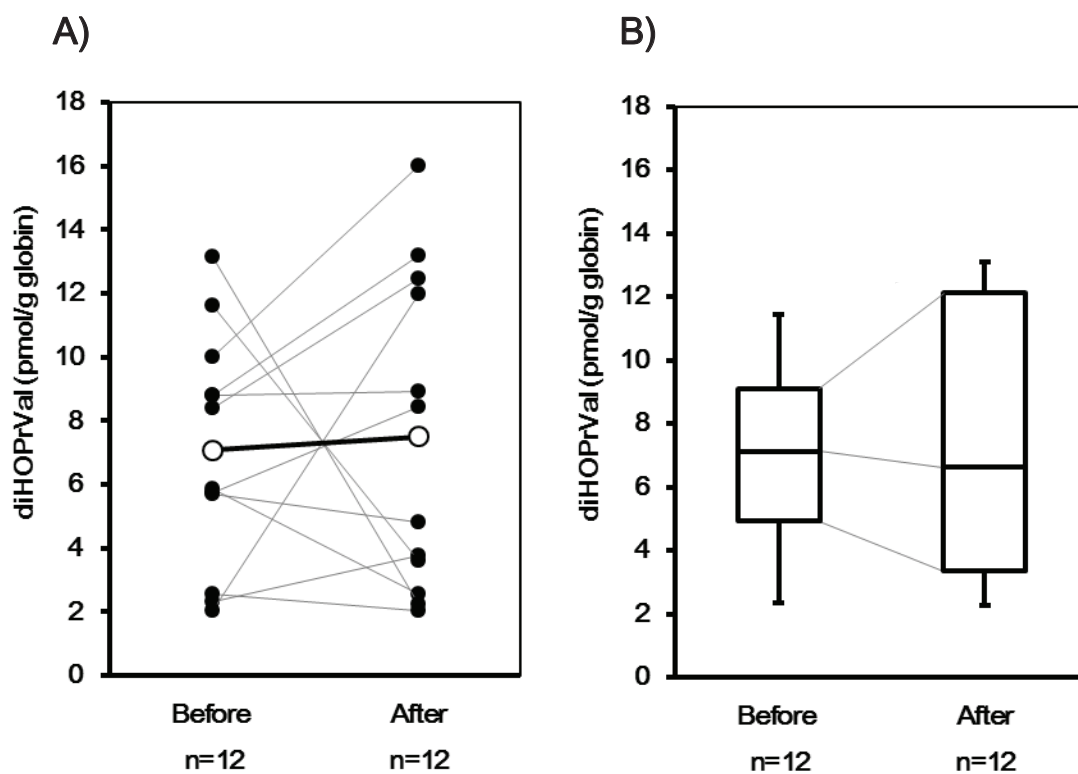 A)
diHOPrVal (pmol/g globin)
18
16
14
12
10
8
6
4
2
0
Before
After
n=12
n=12
B)
diHOPrVal (pmol/g globin)
18
16
14
12
10
8
6
4
2
0
Before
After
n=12
n=12